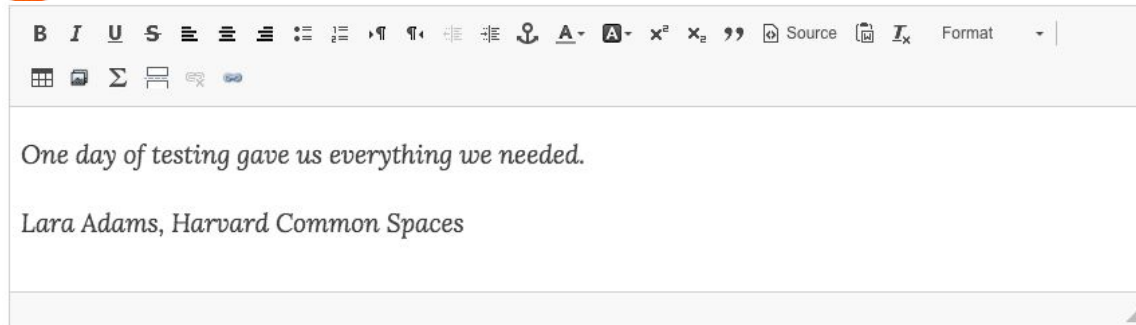 B I U S Source Format
One day of testing gave us everything we needed.
Lara Adams, Harvard Common Spaces